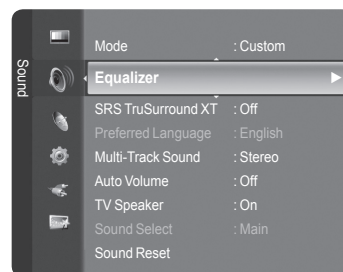 Sound
Mode : Custom
Equalizer
SRS TruSurround XT : Off
Preferred Language : English
Multi-Track Sound : Stereo
Auto Volume : Off
TV Speaker : On
Sound Select : Main
Sound Reset